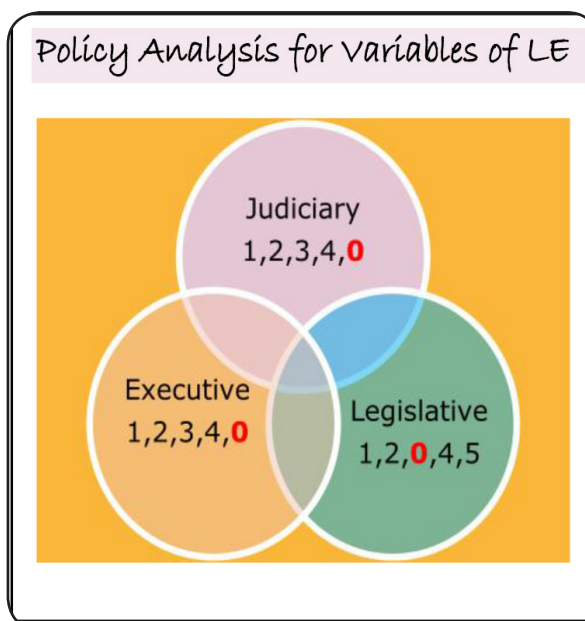 Policy Analysis for Variables of LE
Judiciary
1,2,3,4,0
Executive
1,2,3,4,0
Legislative
1,2,0,4,5